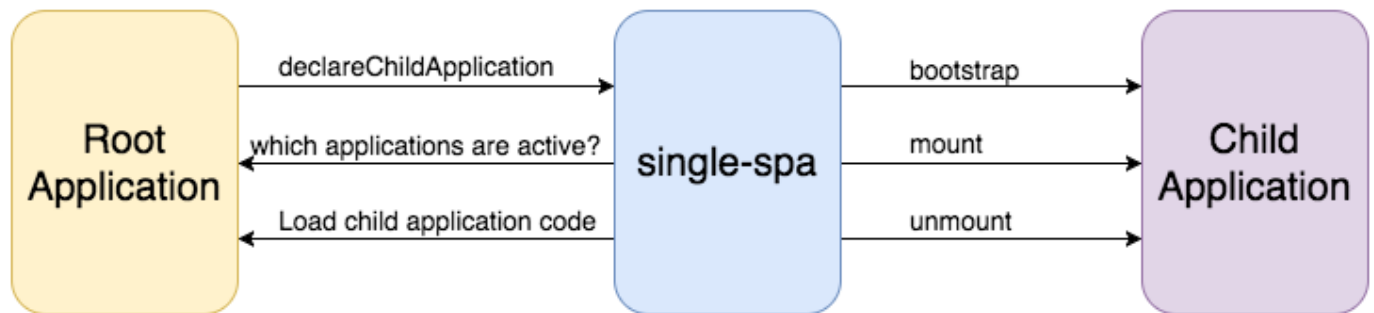 Root
Application
declareChildApplication
which applications are active?
Load child application code
single-spa
bootstrap
mount
unmount
Child
Application